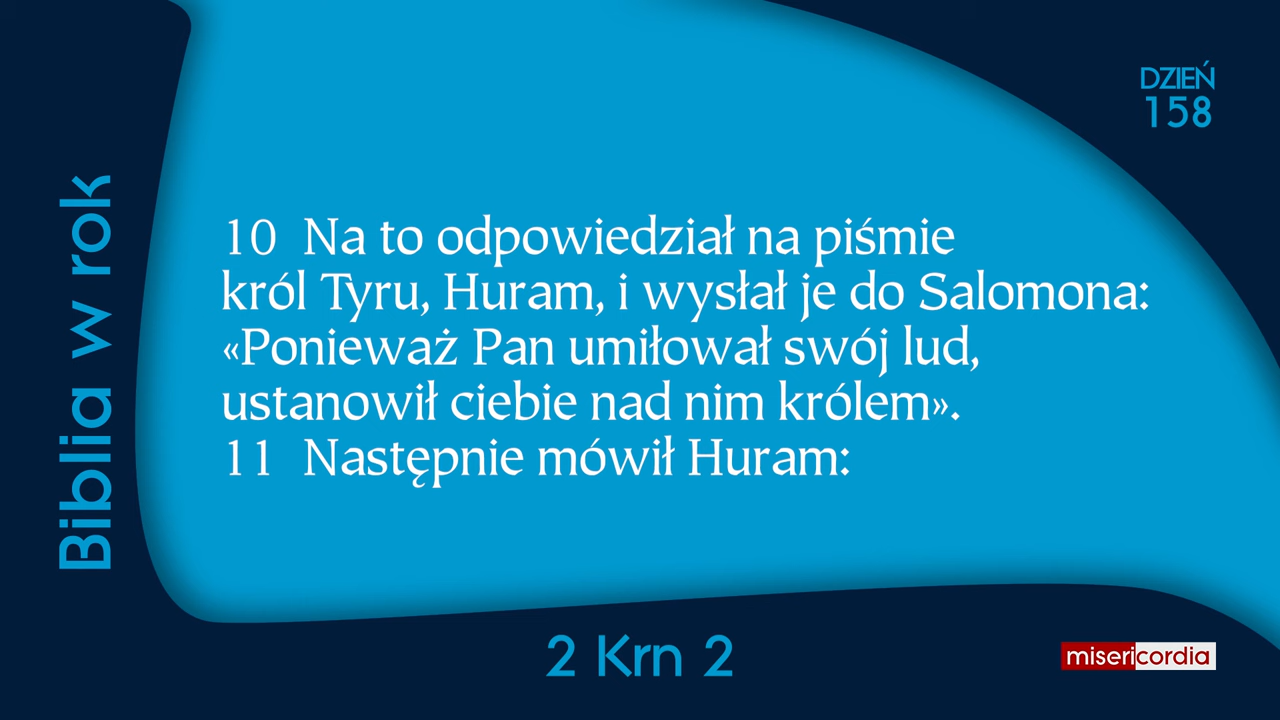 DZIEŃ
158
Biblia w rok
10 Na to odpowiedział na piśmie
król Tyru, Huram, i wysłał je do Salomona:
«Ponieważ Pan umiłował swój lud,
ustanowił ciebie nad nim królem».
11 Następnie mówił Huram:
2 Krn 2
misericordia